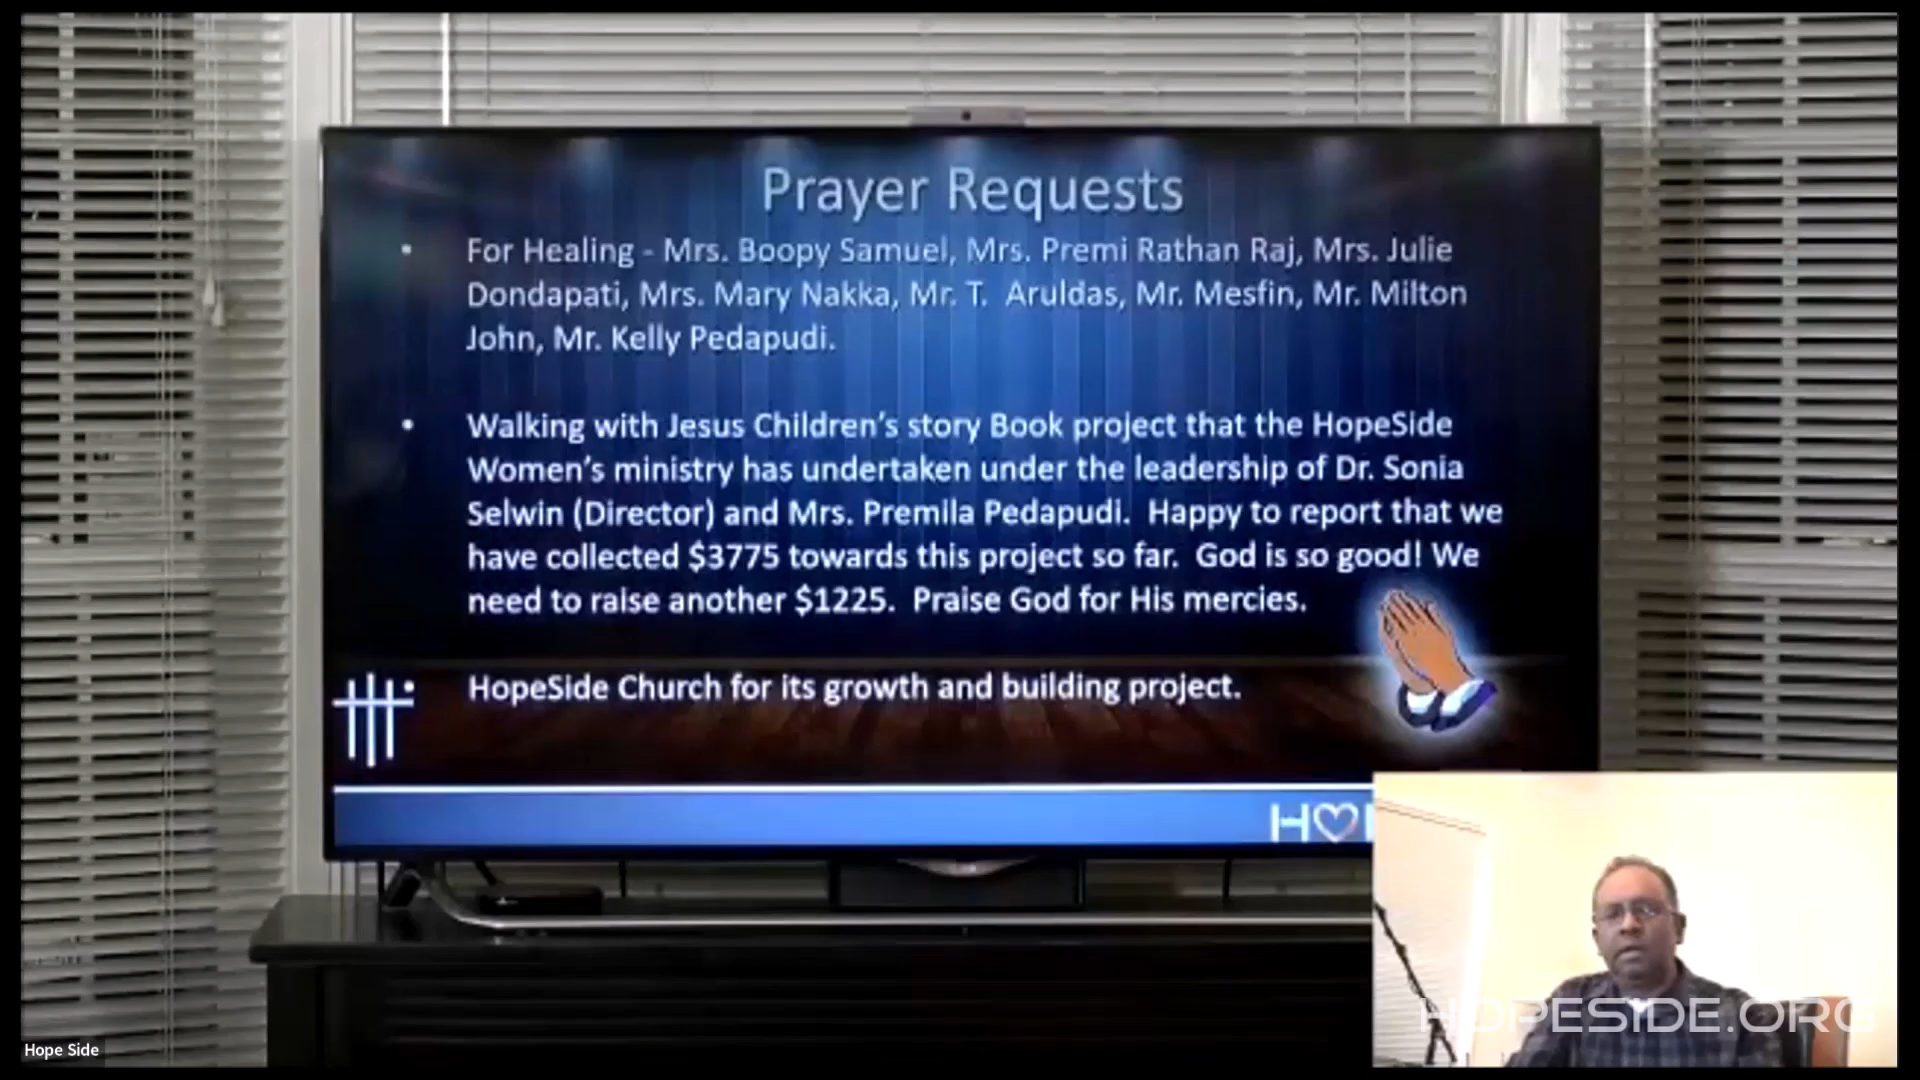 Prayer Requests
• For Healing - Mrs. Boopy Samuel, Mrs. Premi Rathan Raj, Mrs. Julie
Dondapati, Mrs. Mary Nakka, Mr. T. Aruldas, Mr. Mesfin, Mr. Milton
John, Mr. Kelly Pedapudi.
• Walking with Jesus Children's story Book project that the HopeSide
Women's ministry has undertaken under the leadership of Dr. Sonia
Selwin (Director) and Mrs. Premila Pedapudi. Happy to report that we
have collected $3775 towards this project so far. God is so good! We
need to raise another $1225. Praise God for His mercies.
HopeSide Church for its growth and building project.
HOPESIDE.ORG
Hope Side